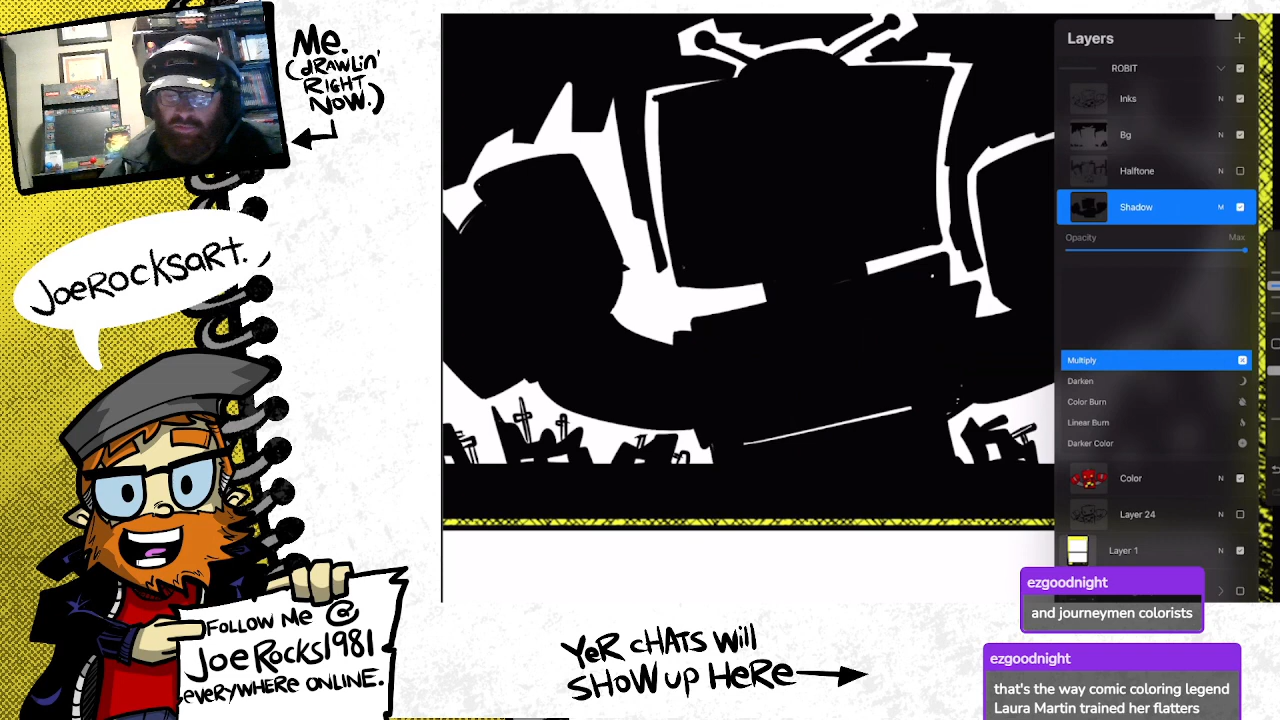 Me.
(drawlin'
right
now.)
Joerocksart.
Follow me @
JoeRocks1981
everywhere online.
Layers
ROBIT
Inks N
Bg N
Halftone N
Shadow M
Opacity Max
Multiply
Darken
Color Burn
Linear Burn
Darker Color
Color N
Layer 24 N
Layer 1 N
Yer chats will
show up here
ezgoodnight
and journeymen colorists
ezgoodnight
that's the way comic coloring legend
Laura Martin trained her flatters